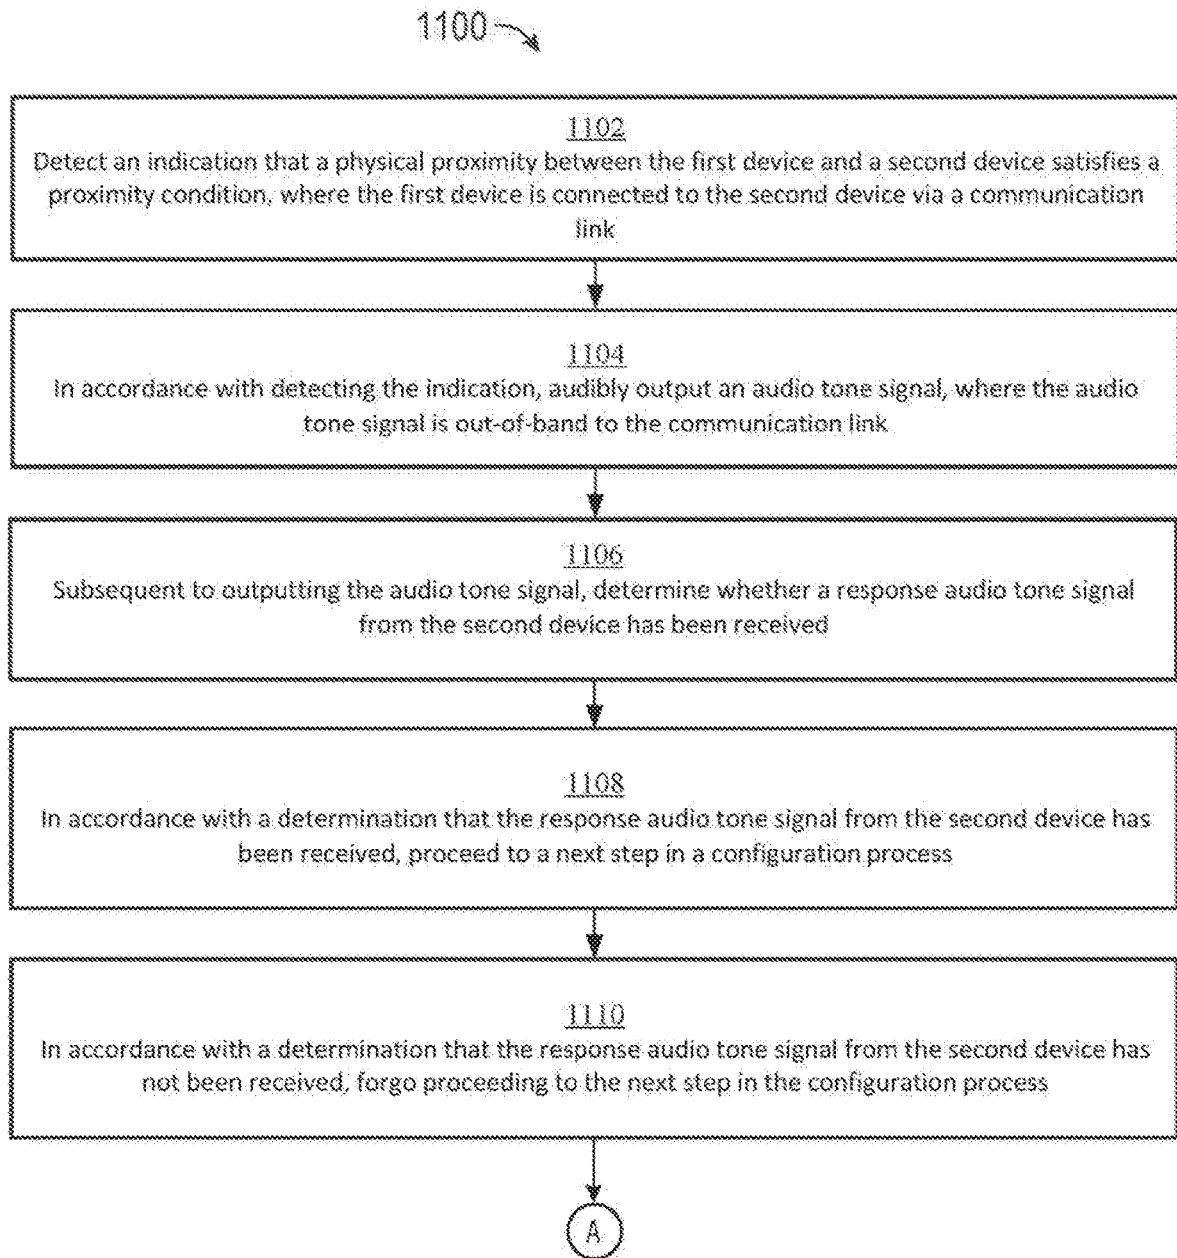 1100
1102
Detect an indication that a physical proximity between the first device and a second device satisfies a
proximity condition, where the first device is connected to the second device via a communication
link
1104
In accordance with detecting the indication, audibly output an audio tone signal, where the audio
tone signal is out-of-band to the communication link
1106
Subsequent to outputting the audio tone signal, determine whether a response audio tone signal
from the second device has been received
1108
In accordance with a determination that the response audio tone signal from the second device has
been received, proceed to a next step in a configuration process
1110
In accordance with a determination that the response audio tone signal from the second device has
not been received, forgo proceeding to the next step in the configuration process
A